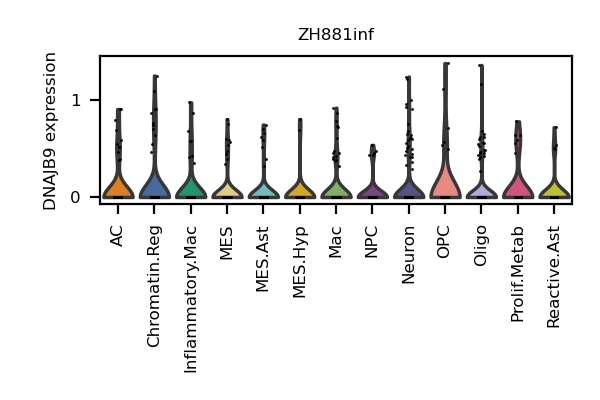 ZH881inf
DNAJB9 expression
1
0
AC
Chromatin.Reg
Inflammatory.Mac
MES
MES.Ast
MES.Hyp
Mac
NPC
Neuron
OPC
Oligo
Prolif.Metab
Reactive.Ast